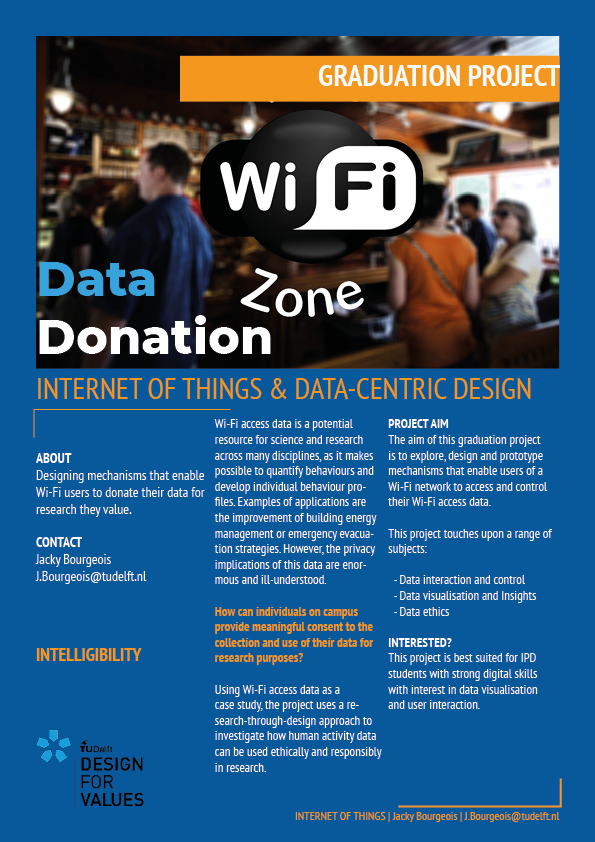 GRADUATION PROJECT
Wi Fi
Zone
Data
Donation
INTERNET OF THINGS & DATA-CENTRIC DESIGN
ABOUT
Designing mechanisms that enable
Wi-Fi users to donate their data for
research they value.
CONTACT
Jacky Bourgeois
J.Bourgeois@tudelft.nl
INTELLIGIBILITY
TUDelft
DESIGN
FOR
VALUES
Wi-Fi access data is a potential
resource for science and research
across many disciplines, as it makes
possible to quantify behaviours and
develop individual behaviour pro-
files. Examples of applications are
the improvement of building energy
management or emergency evacua-
tion strategies. However, the privacy
implications of this data are enor-
mous and ill-understood.
How can individuals on campus
provide meaningful consent to the
collection and use of their data for
research purposes?
Using Wi-Fi access data as a
case study, the project uses a re-
search-through-design approach to
investigate how human activity data
can be used ethically and responsibly
in research.
PROJECT AIM
The aim of this graduation project
is to explore, design and prototype
mechanisms that enable users of a
Wi-Fi network to access and control
their Wi-Fi access data.
This project touches upon a range of
subjects:
- Data interaction and control
- Data visualisation and Insights
- Data ethics
INTERESTED?
This project is best suited for IPD
students with strong digital skills
with interest in data visualisation
and user interaction.
INTERNET OF THINGS | Jacky Bourgeois | J.Bourgeois@tudelft.nl